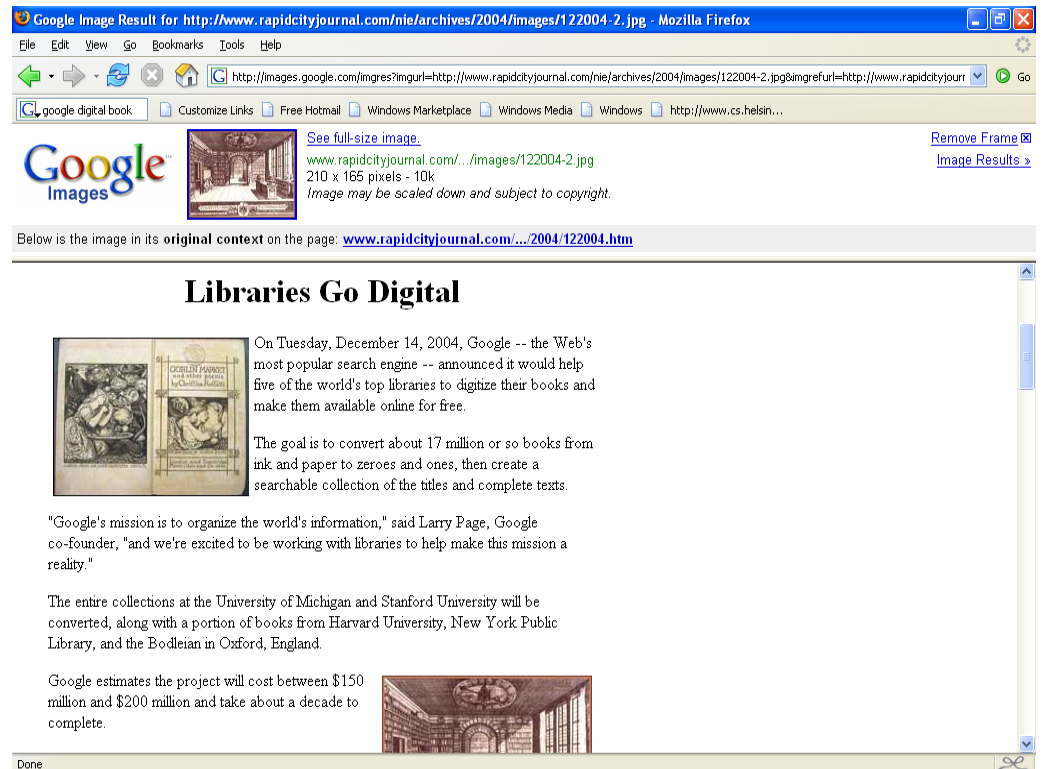 Google Image Result for http://www.rapidcityjournal.com/nie/archives/2004/images/122004-2.jpg - Mozilla Firefox
File Edit View Go Bookmarks Tools Help
http://images.google.com/imgres?imgurl=http://www.rapidcityjournal.com/nie/archives/2004/images/122004-2.jpg&imgrefurl=http://www.rapidcityjourr Go
google digital book Customize Links Free Hotmail Windows Marketplace Windows Media Windows http://www.cs.helsin...
See full-size image. Remove Frame
Google Images
www.rapidcityjournal.com/.../images/122004-2.jpg Image Results »
210 x 165 pixels - 10k
Image may be scaled down and subject to copyright.
Below is the image in its original context on the page: www.rapidcityjournal.com/.../2004/122004.htm
Libraries Go Digital
GOBLIN MARKET
and other poems
by Christina Rossetti
On Tuesday, December 14, 2004, Google -- the Web's
most popular search engine -- announced it would help
five of the world's top libraries to digitize their books and
make them available online for free.
The goal is to convert about 17 million or so books from
ink and paper to zeroes and ones, then create a
searchable collection of the titles and complete texts.
"Google's mission is to organize the world's information," said Larry Page, Google
co-founder, "and we're excited to be working with libraries to help make this mission a
reality."
The entire collections at the University of Michigan and Stanford University will be
converted, along with a portion of books from Harvard University, New York Public
Library, and the Bodleian in Oxford, England.
Google estimates the project will cost between $150
million and $200 million and take about a decade to
complete.
Done